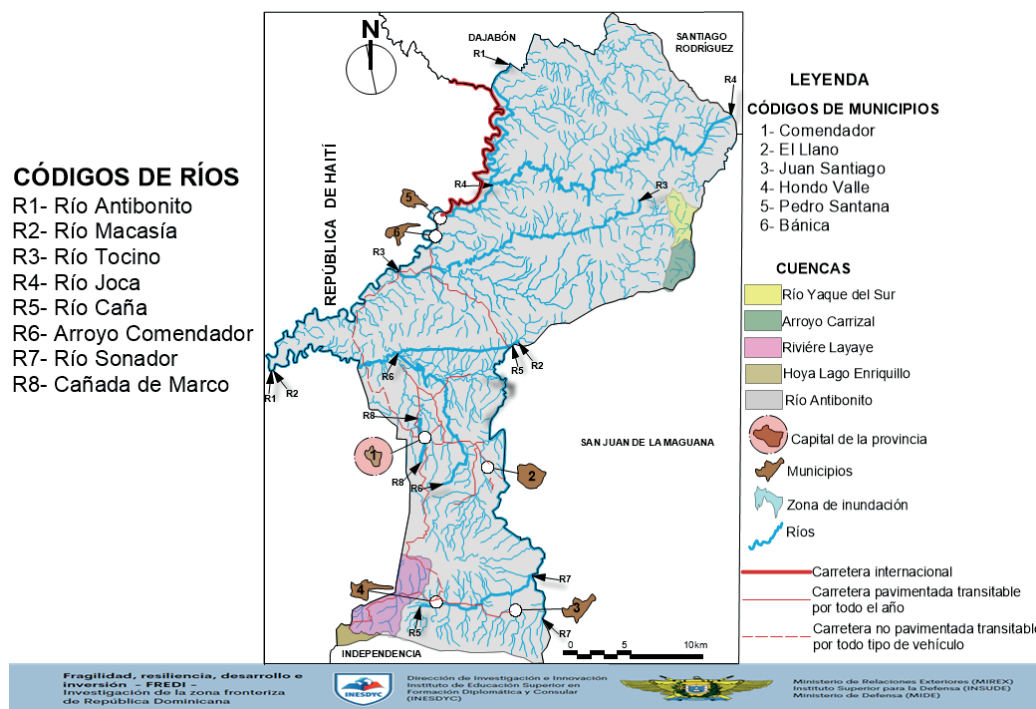 CÓDIGOS DE RÍOS
R1- Río Antibonito
R2- Río Macasía
R3- Río Tocino
R4- Río Joca
R5- Río Caña
R6- Arroyo Comendador
R7- Río Sonador
R8- Cañada de Marco
N
DAJABÓN
SANTIAGO
RODRÍGUEZ
R1
R4
REPÚBLICA DE HAITÍ
R4
R3
5
6
R3
R6
R5
R2
R1
R2
R8
1
R8
R6
2
SAN JUAN DE LA MAGUANA
R7
4
3
R5
R7
INDEPENDENCIA
0 5 10km
LEYENDA
CÓDIGOS DE MUNICIPIOS
1- Comendador
2- El Llano
3- Juan Santiago
4- Hondo Valle
5- Pedro Santana
6- Bánica
CUENCAS
Río Yaque del Sur
Arroyo Carrizal
Riviére Layaye
Hoya Lago Enriquillo
Río Antibonito
Capital de la provincia
Municipios
Zona de inundación
Ríos
Carretera internacional
Carretera pavimentada transitable
por todo el año
Carretera no pavimentada transitable
por todo tipo de vehículo
Fragilidad, resiliencia, desarrollo e
inversión – FREDI –
Investigación de la zona fronteriza
de República Dominicana
INESDYC
Dirección de Investigación e Innovación
Instituto de Educación Superior en
Formación Diplomática y Consular
(INESDYC)
Ministerio de Relaciones Exteriores (MIREX)
Instituto Superior para la Defensa (INSUDE)
Ministerio de Defensa (MIDE)